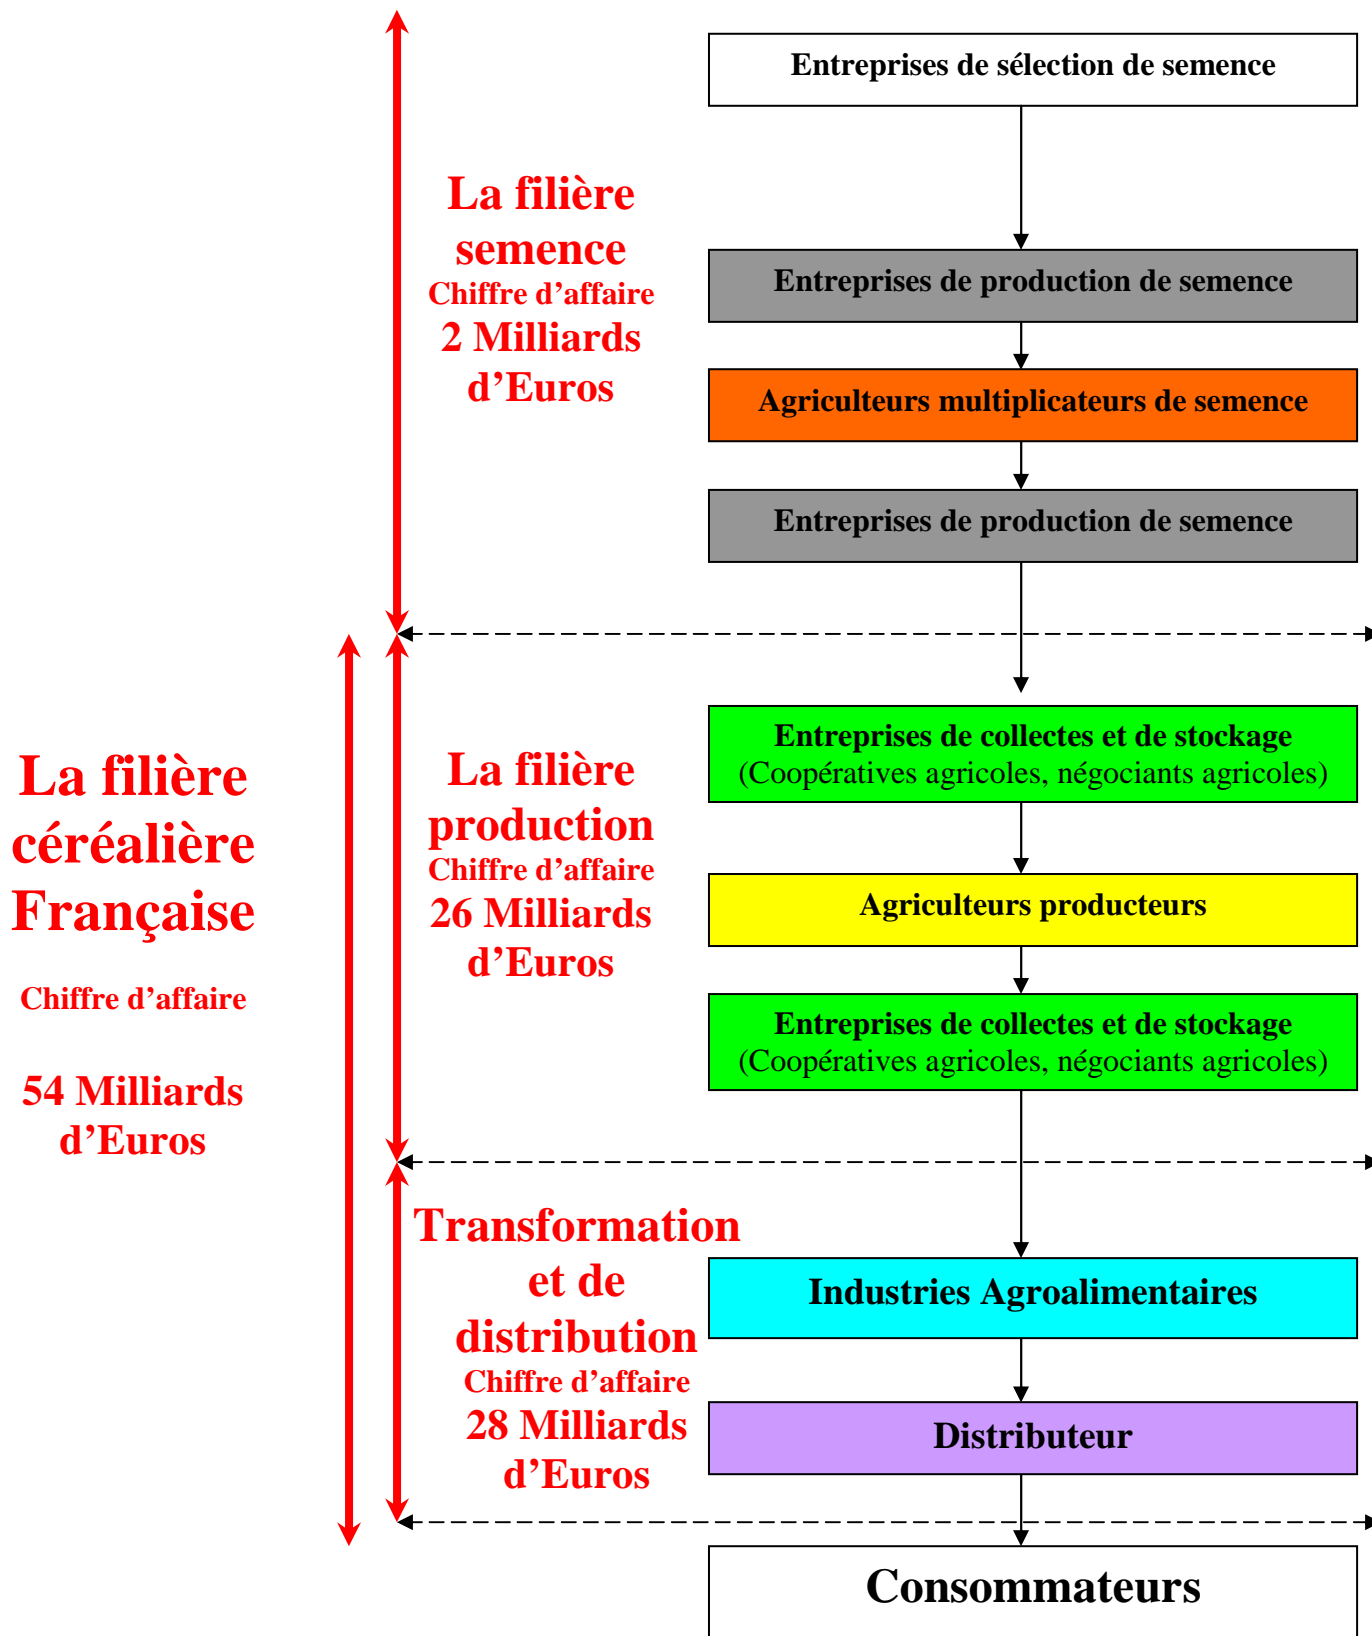 Entreprises de sélection de semence
La filière
semence
Chiffre d’affaire
2 Milliards
d’Euros
Entreprises de production de semence
Agriculteurs multiplicateurs de semence
Entreprises de production de semence
La filière
céréalière
Française
Chiffre d’affaire
54 Milliards
d’Euros
La filière
production
Chiffre d’affaire
26 Milliards
d’Euros
Entreprises de collectes et de stockage
(Coopératives agricoles, négociants agricoles)
Agriculteurs producteurs
Entreprises de collectes et de stockage
(Coopératives agricoles, négociants agricoles)
Transformation
et de
distribution
Chiffre d’affaire
28 Milliards
d’Euros
Industries Agroalimentaires
Distributeur
Consommateurs